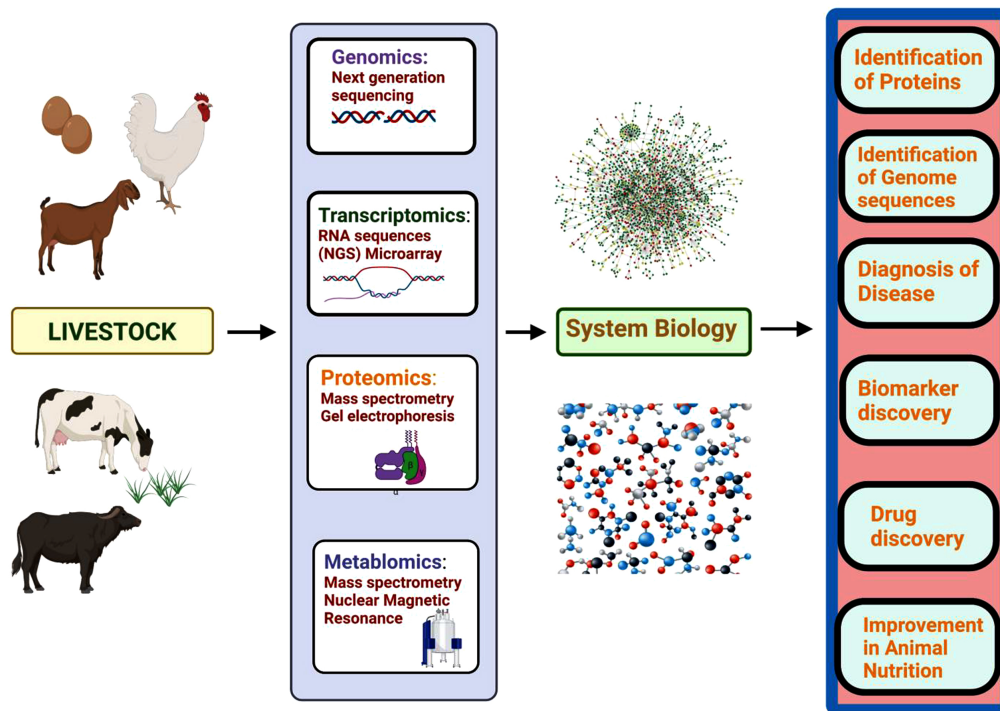 LIVESTOCK
Genomics:
Next generation
sequencing
Transcriptomics:
RNA sequences
(NGS) Microarray
Proteomics:
Mass spectrometry
Gel electrophoresis
β
Metablomics:
Mass spectrometry
Nuclear Magnetic
Resonance
System Biology
Identification
of Proteins
Identification
of Genome
sequences
Diagnosis of
Disease
Biomarker
discovery
Drug
discovery
Improvement
in Animal
Nutrition